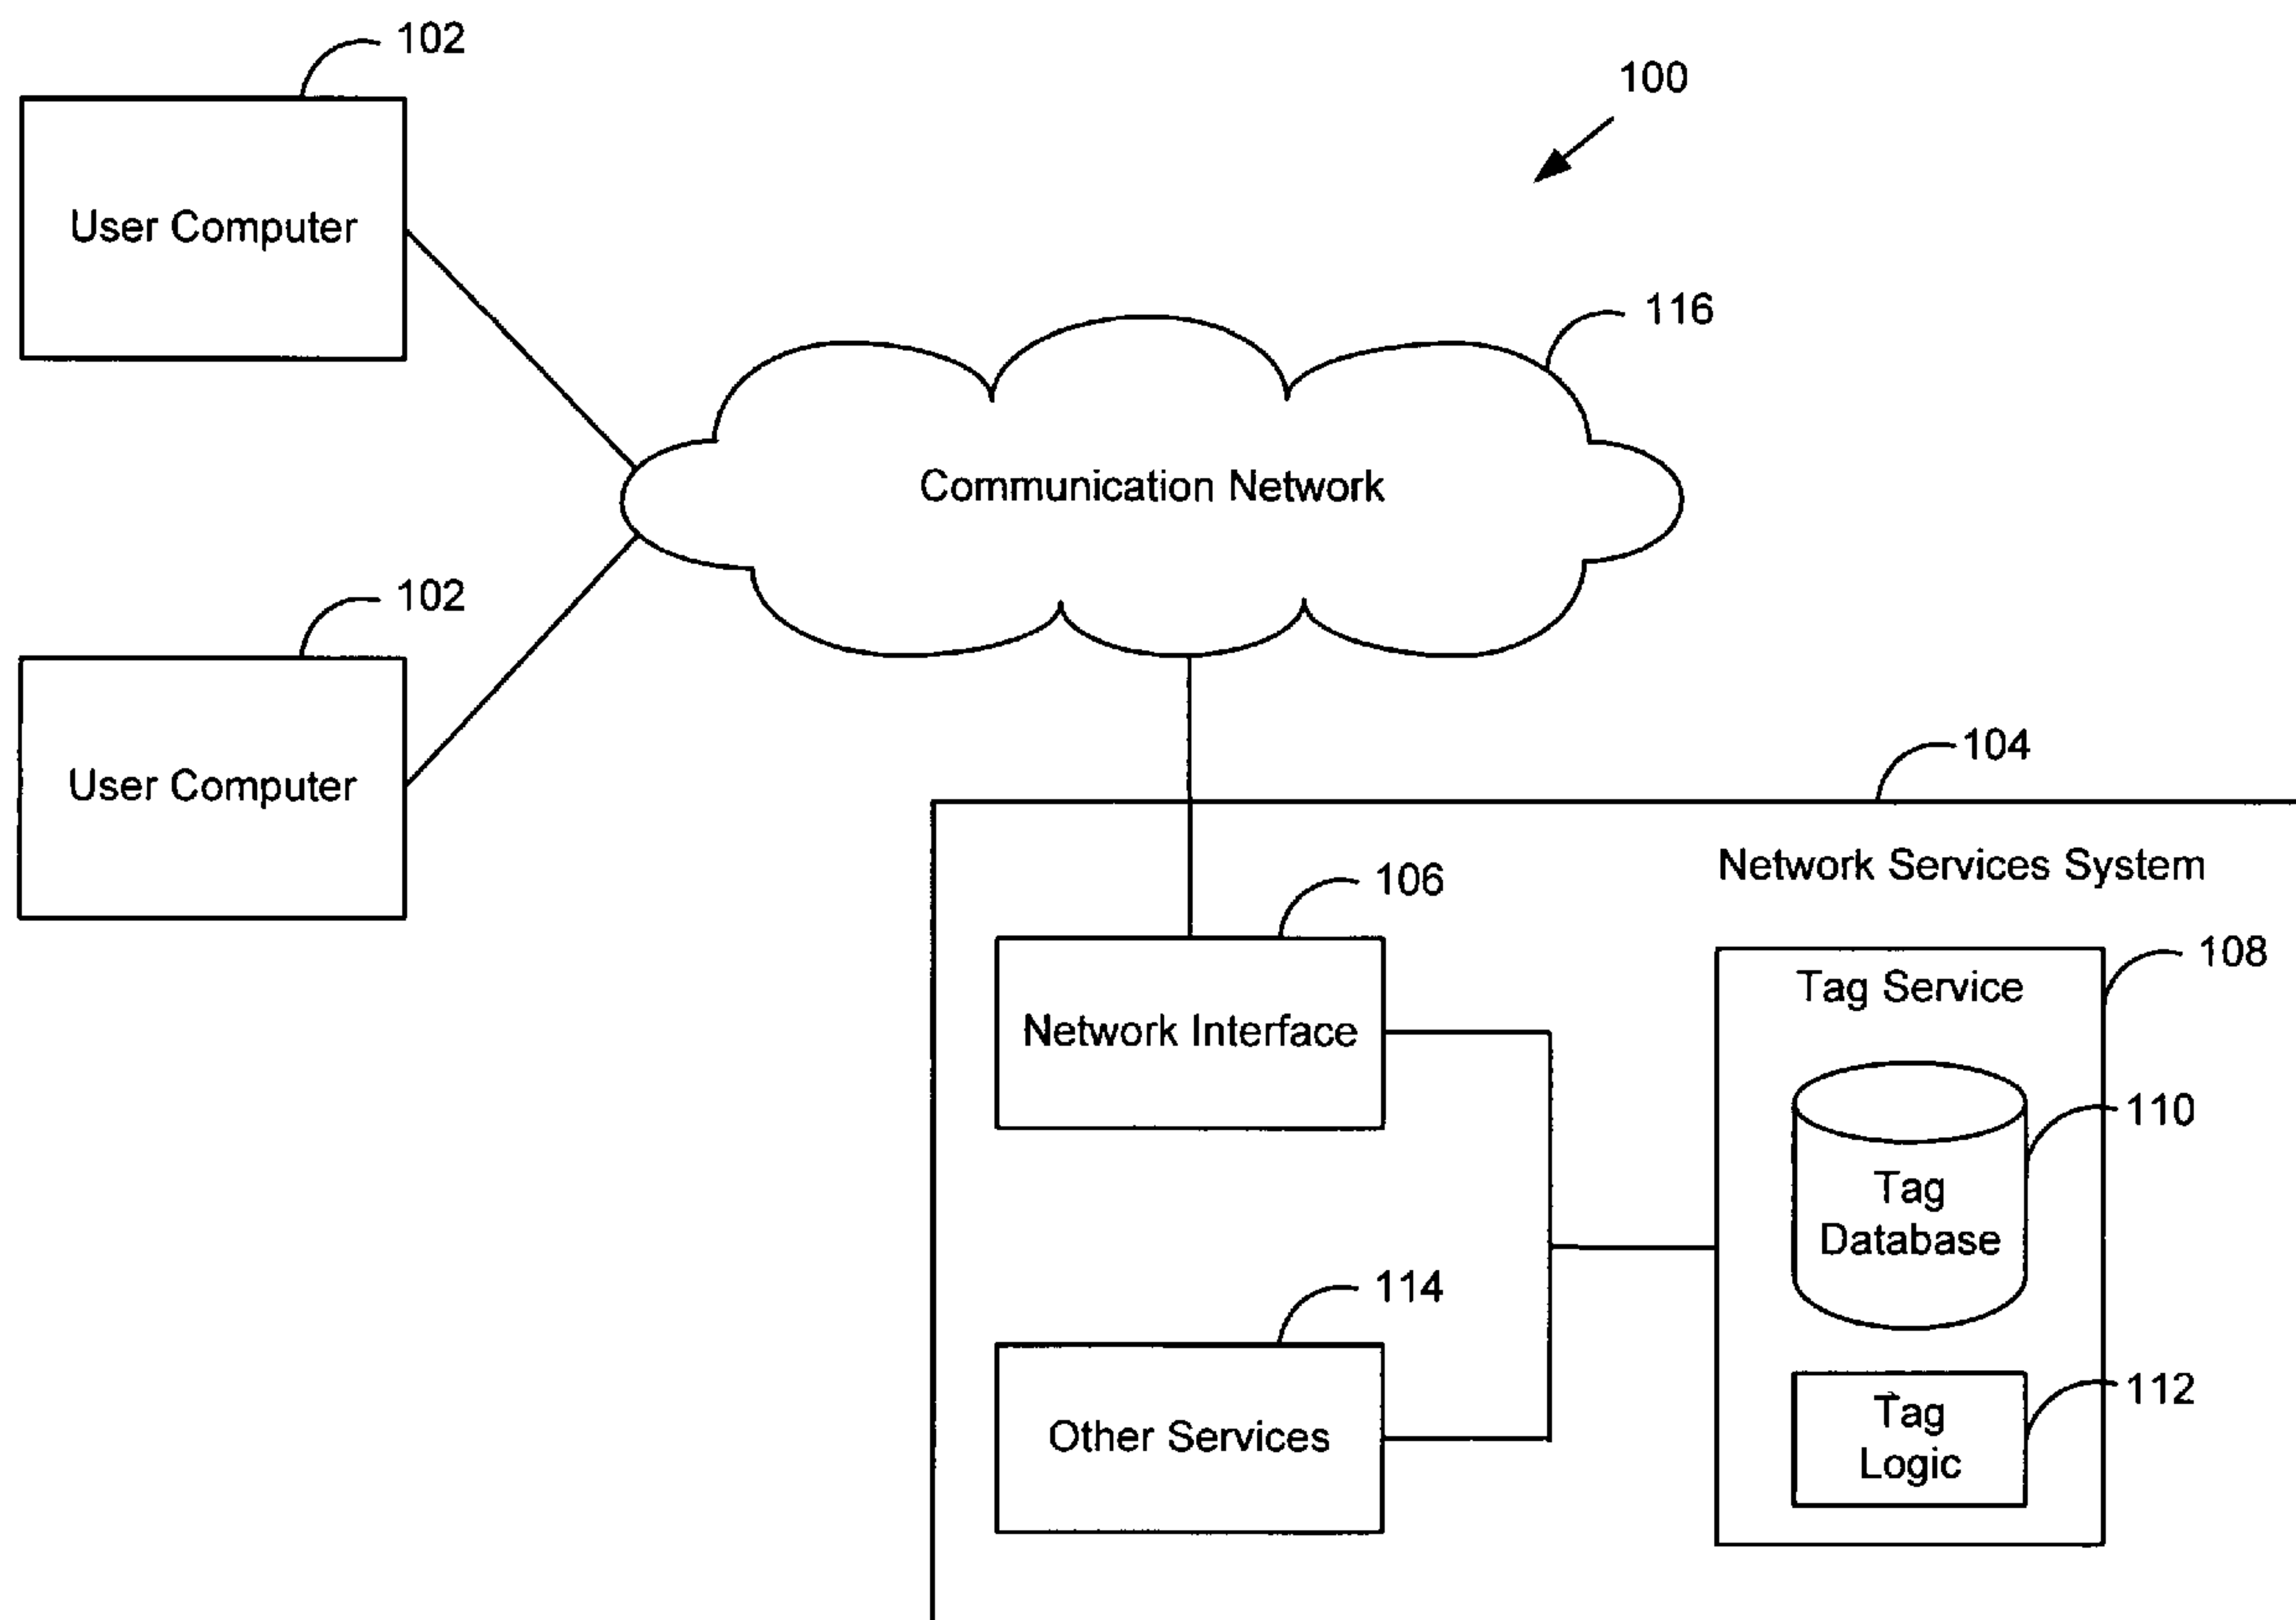 102
100
User Computer
116
Communication Network
102
User Computer
104
Network Services System
106
108
Tag Service
Network Interface
110
Tag
Database
114
112
Tag
Logic
Other Services